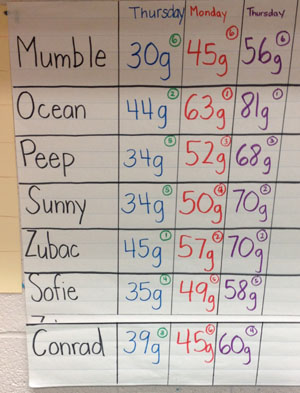 Thursday Monday Thursday
Mumble 30g 6 45g 6 56g 6
Ocean 44g 2 63g 1 81g 1
Peep 34g 5 52g 3 68g 3
Sunny 34g 5 50g 4 70g 2
Zubac 45g 1 57g 2 70g 2
Sofie 35g 4 49g 5 58g 5
Conrad 39g 3 45g 6 60g 4